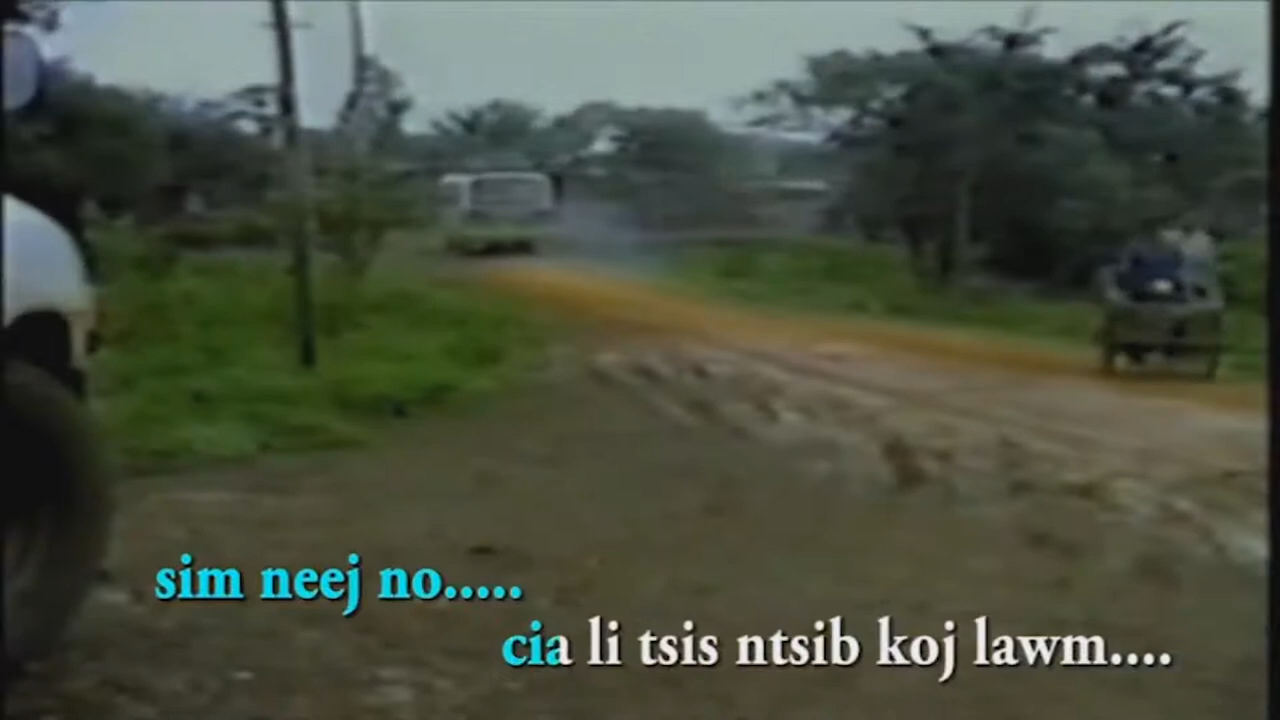 sim neej no.....
cia li tsis ntsib koj lawm....